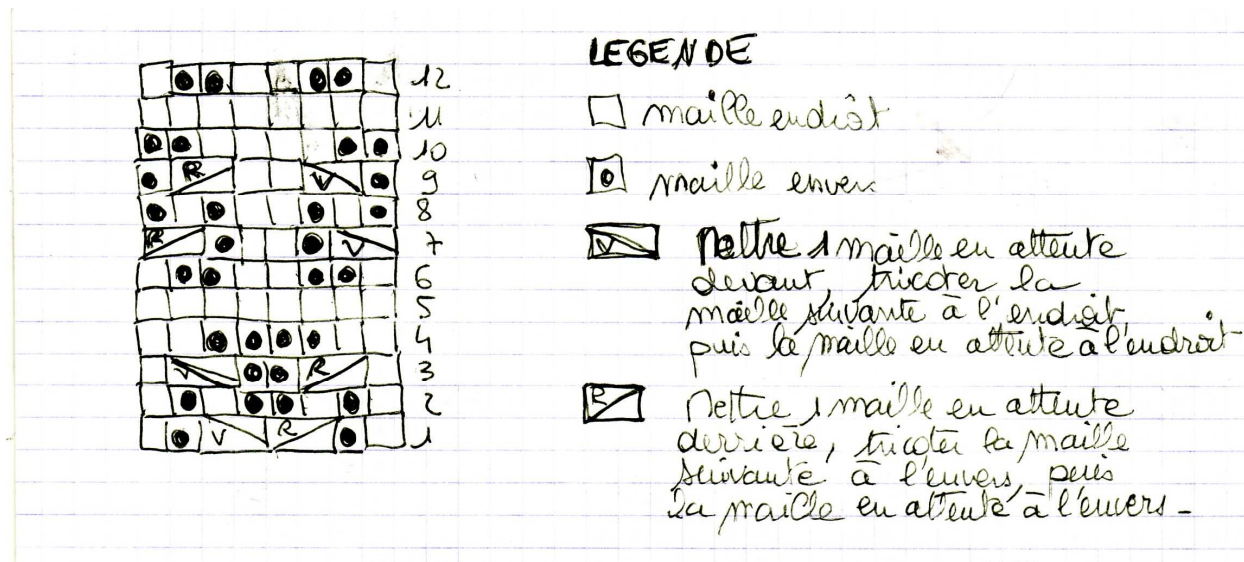 LEGENDE
12
11
10
R V 9
8
R V 7
6
5
4
V R 3
2
V R 1
maille endroit
maille envers
V Mettre 1 maille en attente
devant, tricoter la
maille suivante à l'endroit,
puis la maille en attente à l'endroit
R Mettre 1 maille en attente
derrière, tricoter la maille
suivante à l'envers, puis
la maille en attente à l'envers -